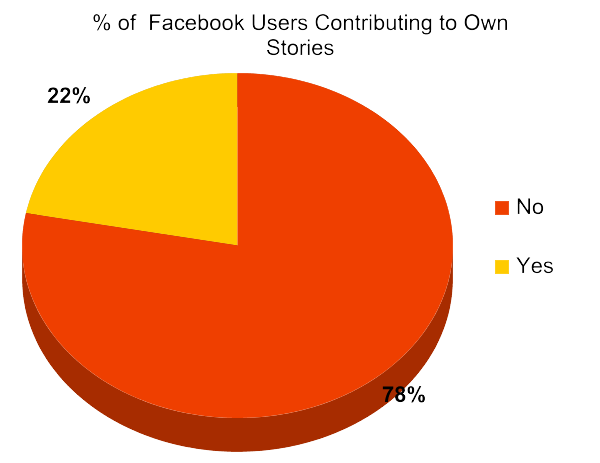 % of  Facebook Users Contributing to Own
Stories
22%
No
Yes
78%